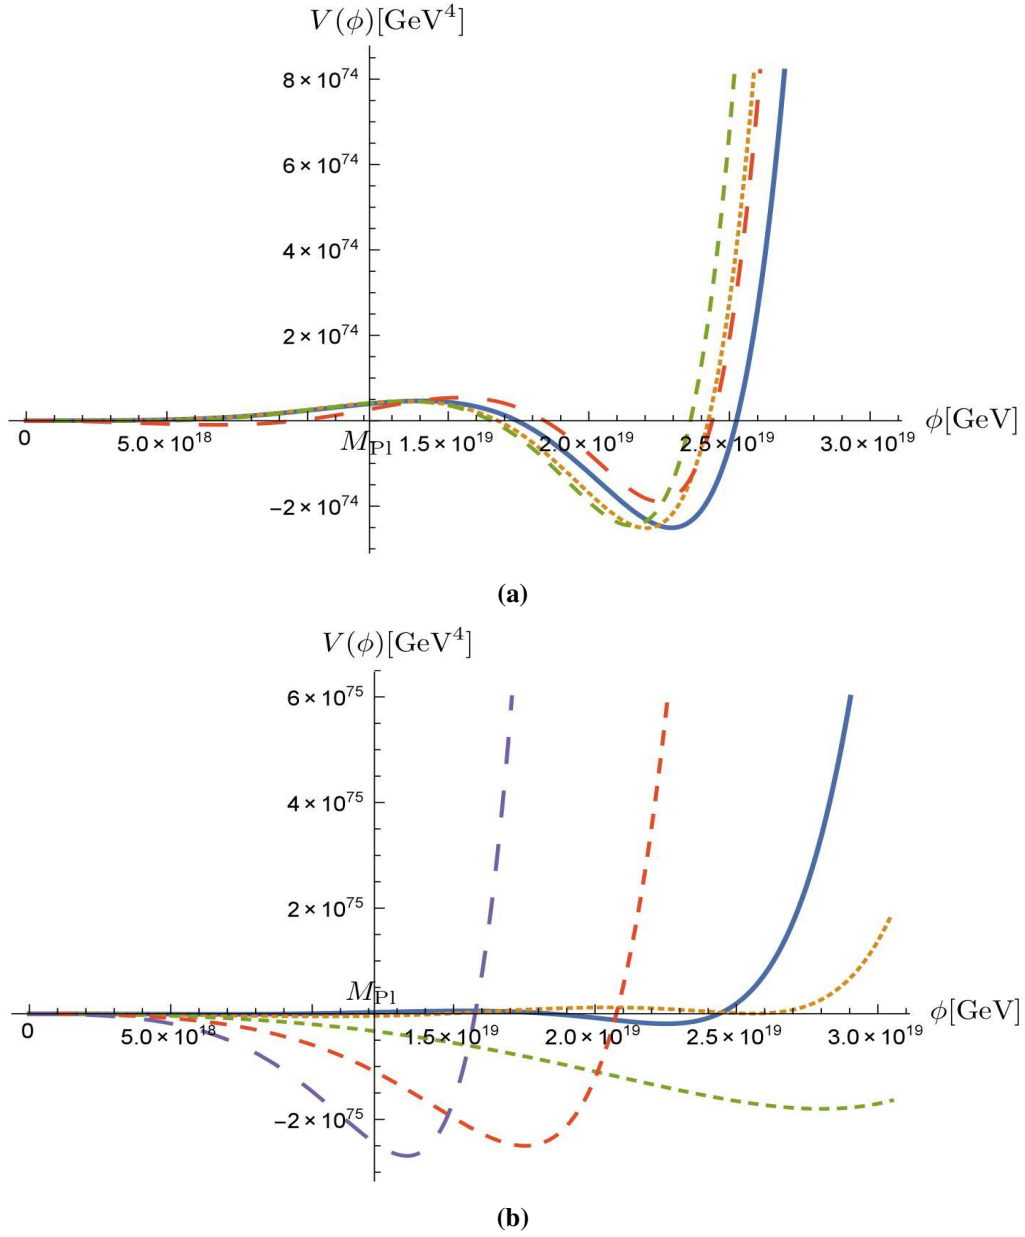 V(ϕ)[GeV⁴]
8 × 10⁷⁴
6 × 10⁷⁴
4 × 10⁷⁴
2 × 10⁷⁴
0 5.0 × 10¹⁸ M_Pl 1.5 × 10¹⁹ 2.0 × 10¹⁹ 2.5 × 10¹⁹ 3.0 × 10¹⁹ ϕ[GeV]
−2 × 10⁷⁴
(a)
V(ϕ)[GeV⁴]
6 × 10⁷⁵
4 × 10⁷⁵
2 × 10⁷⁵
M_Pl
0 5.0 × 10¹⁸ 1.5 × 10¹⁹ 2.0 × 10¹⁹ 2.5 × 10¹⁹ 3.0 × 10¹⁹ ϕ[GeV]
−2 × 10⁷⁵
(b)